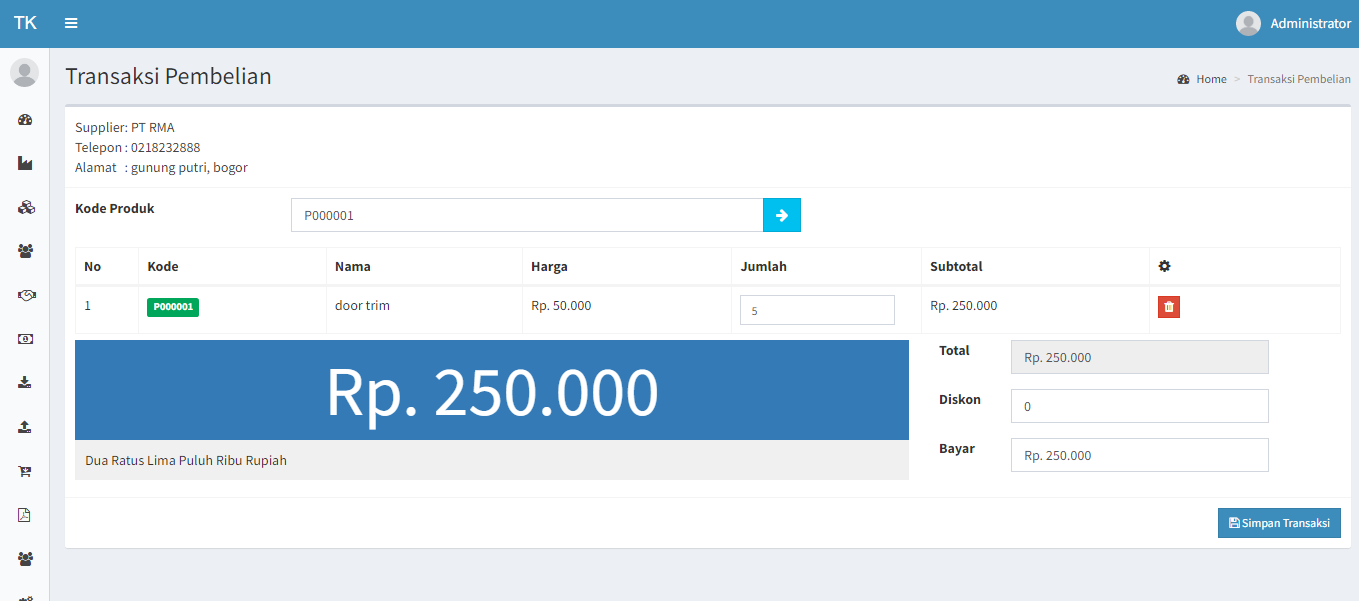 TK
Administrator
Transaksi Pembelian
Home > Transaksi Pembelian
Supplier: PT RMA
Telepon : 0218232888
Alamat : gunung putri, bogor
Kode Produk
P000001
No Kode Nama Harga Jumlah Subtotal
1 P000001 door trim Rp. 50.000 5 Rp. 250.000
Rp. 250.000
Dua Ratus Lima Puluh Ribu Rupiah
Total Rp. 250.000
Diskon 0
Bayar Rp. 250.000
Simpan Transaksi